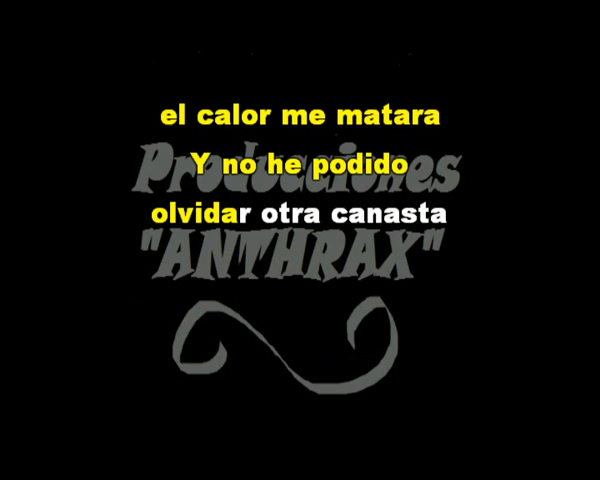 el calor me matara
Producciones
Y no he podido
olvidar otra canasta
"ANTHRAX"